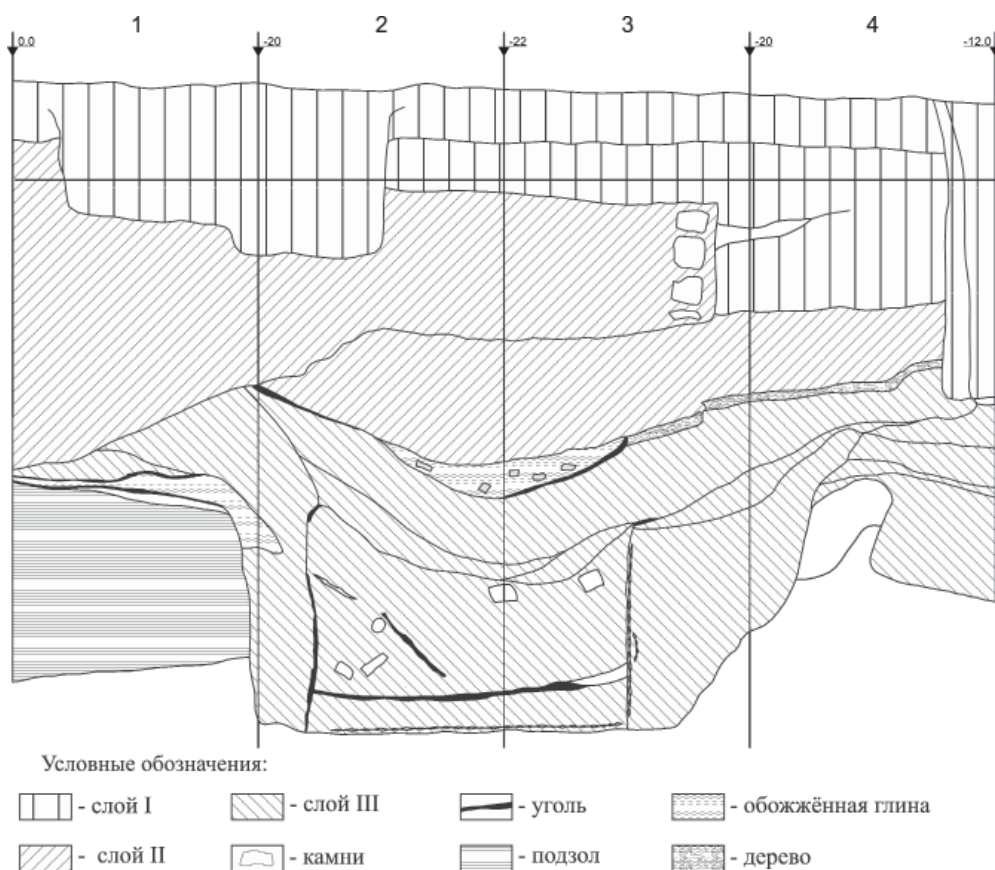 1 2 3 4
0.0 -20 -22 -20 -12.0
Условные обозначения:
- слой I - слой III - уголь - обожжённая глина
- слой II - камни - подзол - дерево